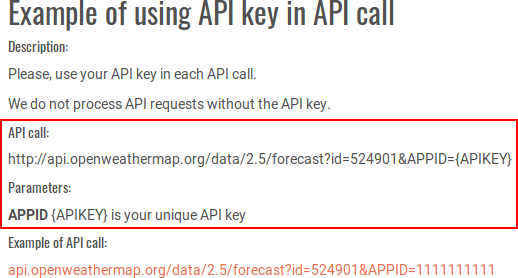 Example of using API key in API call
Description:
Please, use your API key in each API call.
We do not process API requests without the API key.
API call:
http://api.openweathermap.org/data/2.5/forecast?id=524901&APPID={APIKEY}
Parameters:
APPID {APIKEY} is your unique API key
Example of API call:
api.openweathermap.org/data/2.5/forecast?id=524901&APPID=1111111111